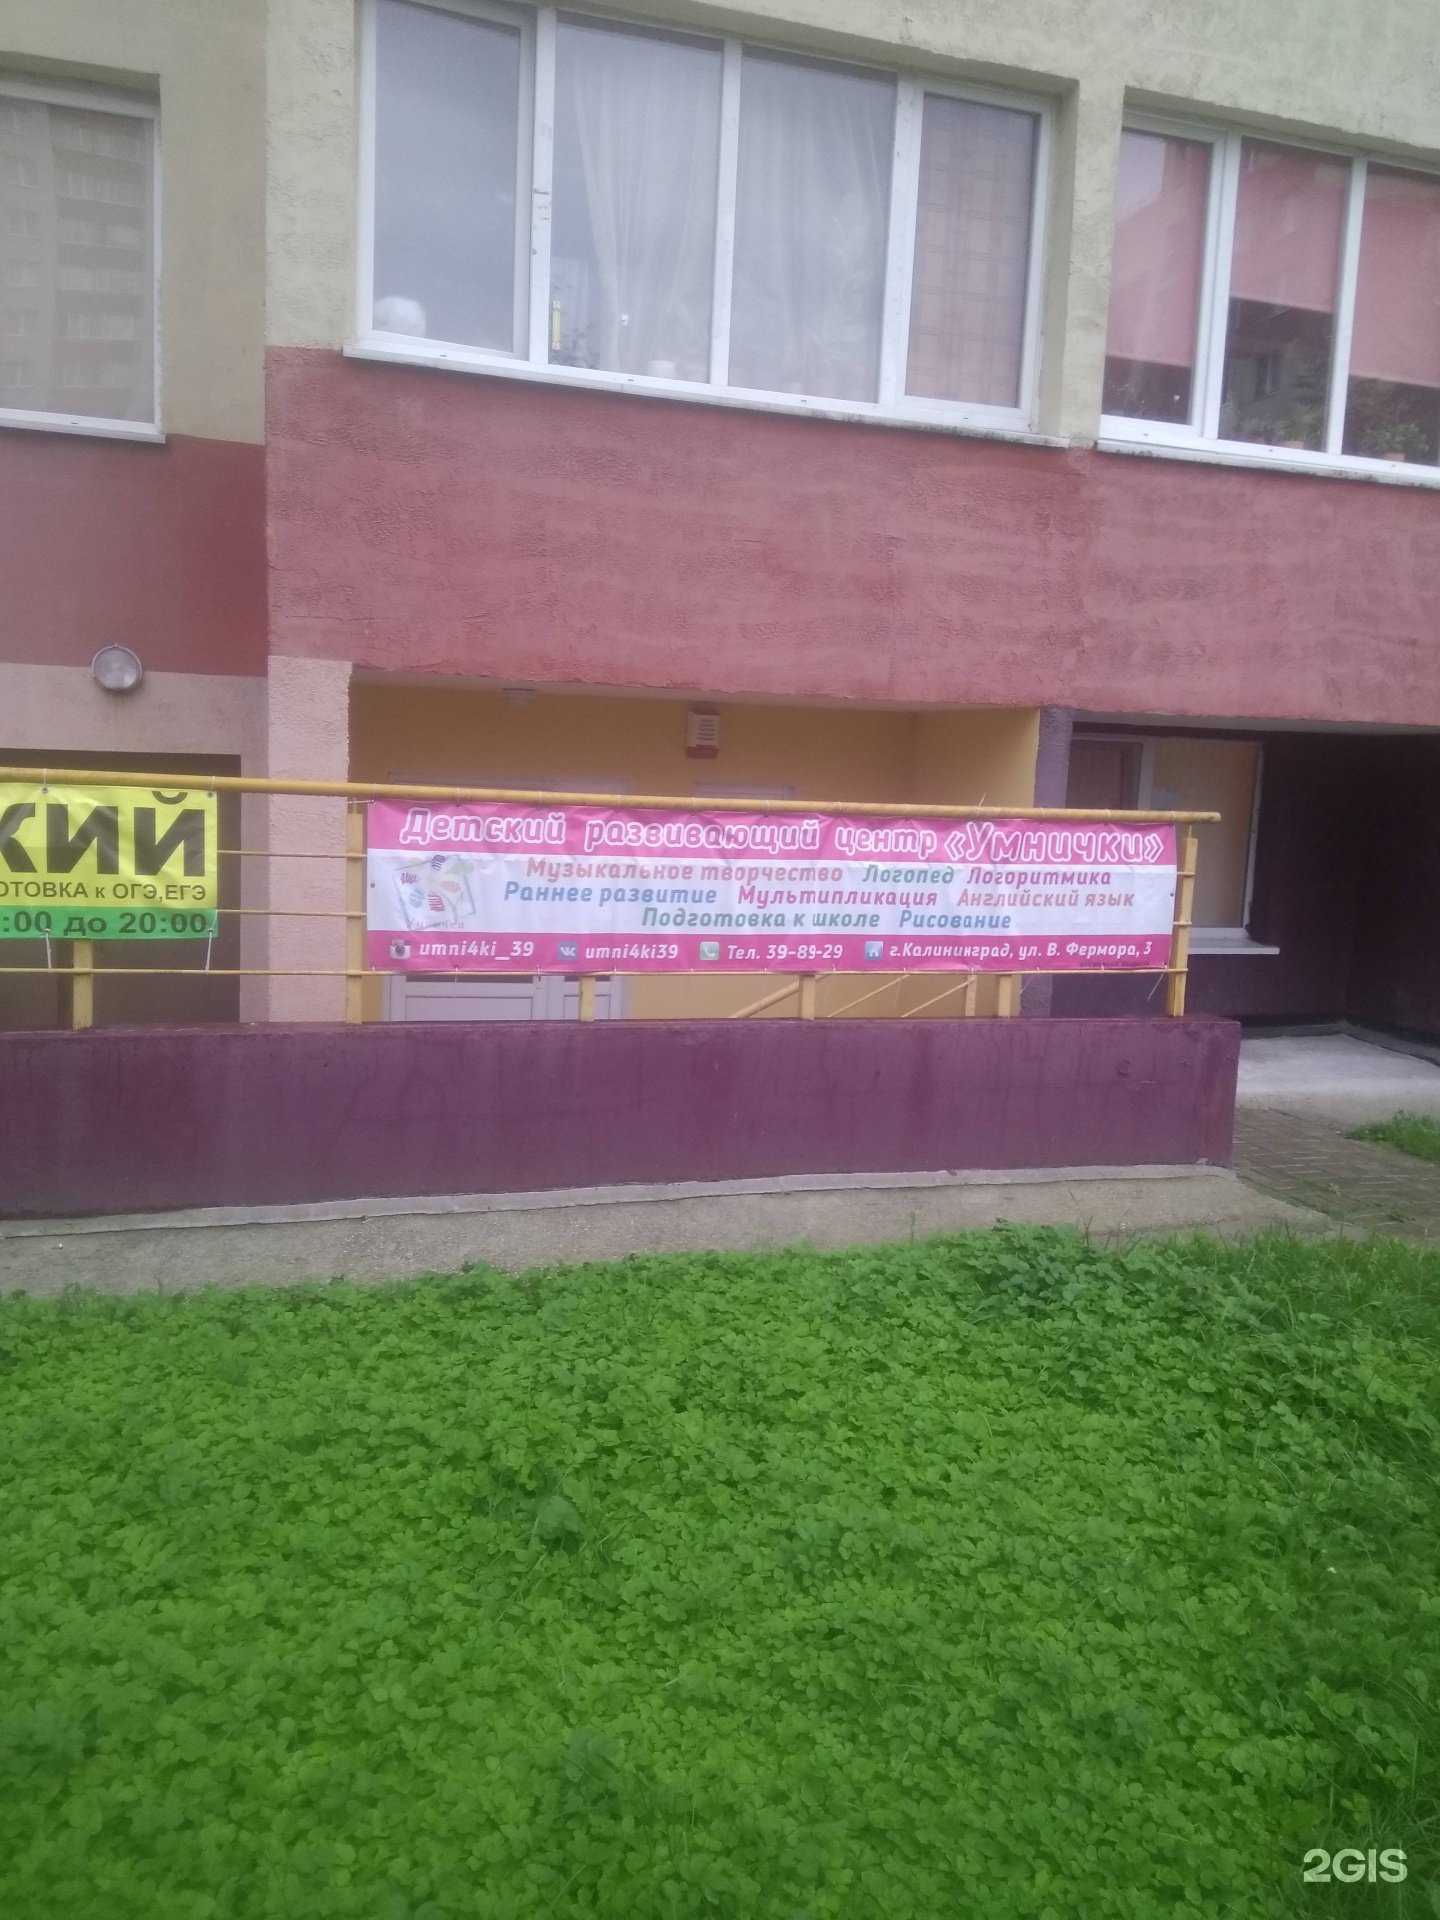 КИЙ
ОТОВКА к ОГЭ,ЕГЭ
:00 до 20:00
Детский развивающий центр «Умнички»
Музыкальное творчество Логопед Логоритмика
Раннее развитие Мультипликация Английский язык
Подготовка к школе Рисование
umni4ki_39 umni4ki39 Тел. 39-89-29 г.Калининград, ул. В. Фермора, 3
2GIS